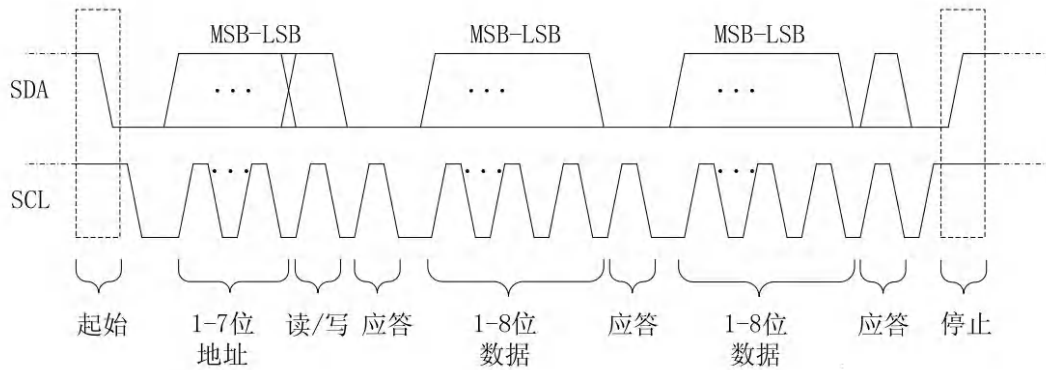 MSB-LSB MSB-LSB MSB-LSB
SDA
SCL
起始 1-7位 读/写 应答 1-8位 应答 1-8位 应答 停止
地址 数据 数据